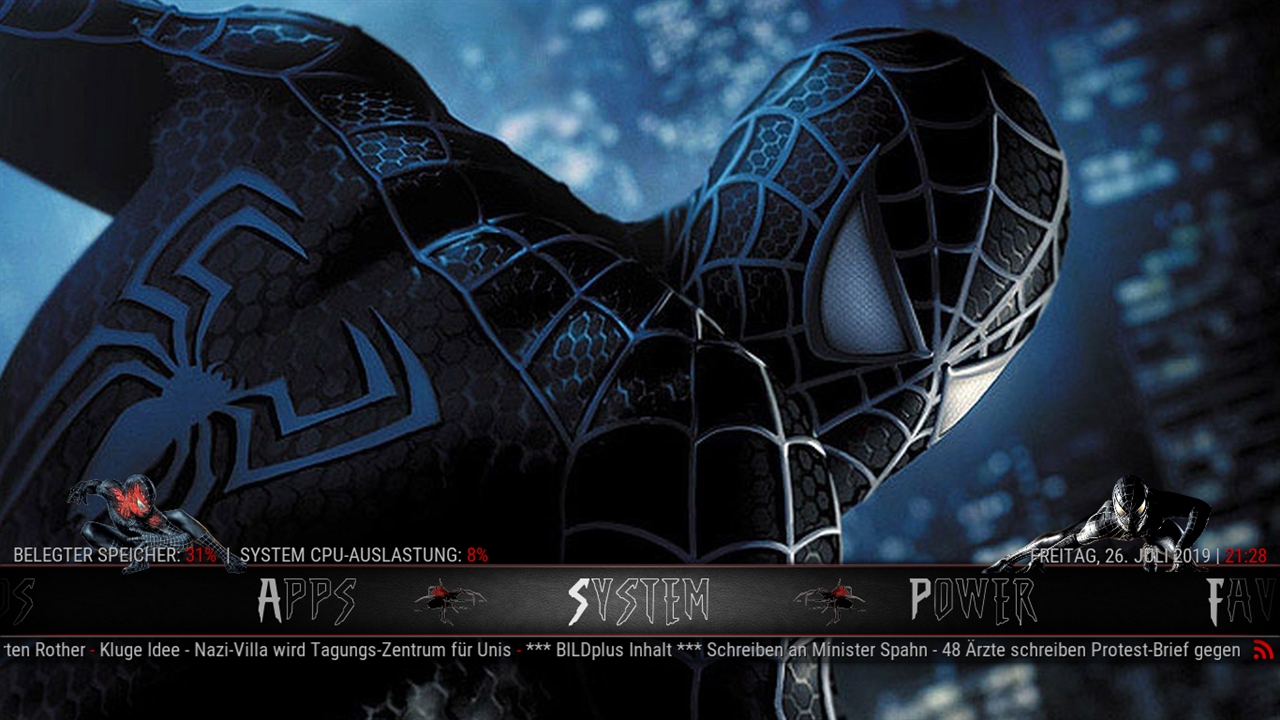 BELEGTER SPEICHER: 31% | SYSTEM CPU-AUSLASTUNG: 8%
FREITAG, 26. JULI 2019 | 21:28
APPS SYSTEM POWER
rten Rother - Kluge Idee - Nazi-Villa wird Tagungs-Zentrum für Unis - *** BILDplus Inhalt *** Schreiben an Minister Spahn - 48 Ärzte schreiben Protest-Brief gegen